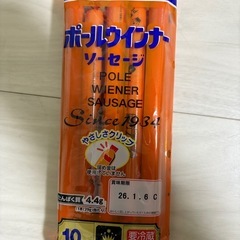 ポールウインナー
ソーセージ
POLE
WIENER
SAUSAGE
Since 1934
やさしさクリップ
たんぱく質 4.4g
賞味期限
26.1.6 C
10
要冷蔵